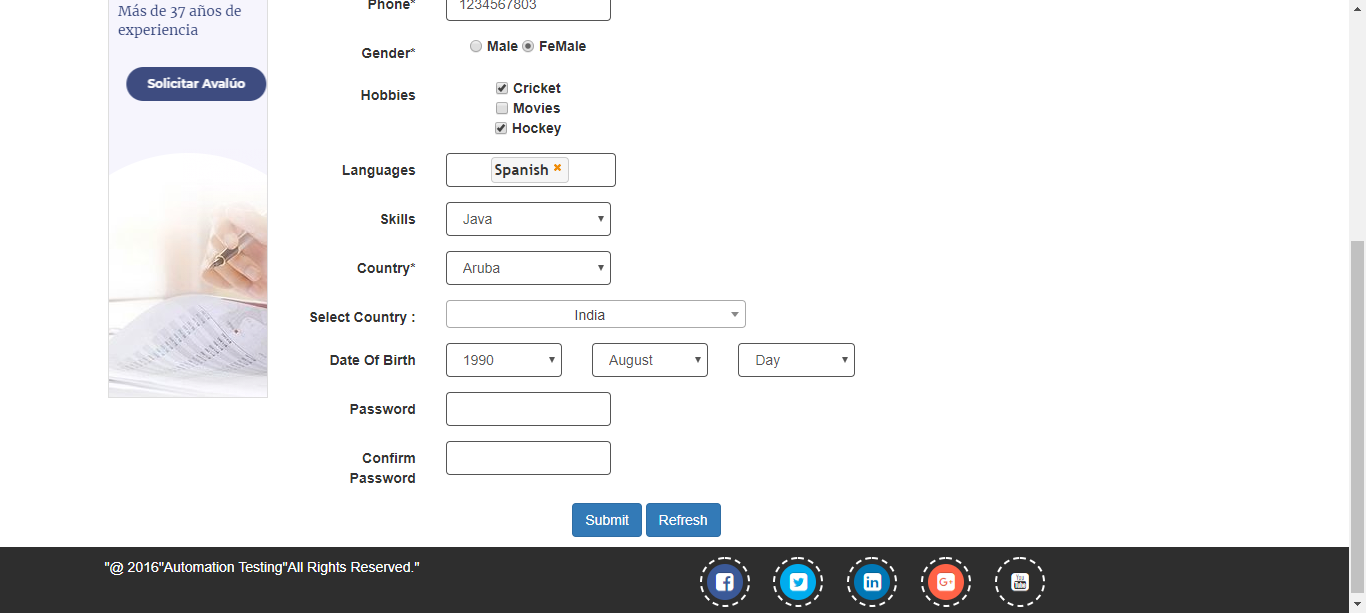 Más de 37 años de
experiencia
Solicitar Avalúo
Phone* 1234567803
Gender* Male FeMale
Hobbies Cricket
Movies
Hockey
Languages Spanish
Skills Java
Country* Aruba
Select Country : India
Date Of Birth 1990 August Day
Password
Confirm
Password
Submit Refresh
"@ 2016"Automation Testing"All Rights Reserved."
f in G+ You Tube